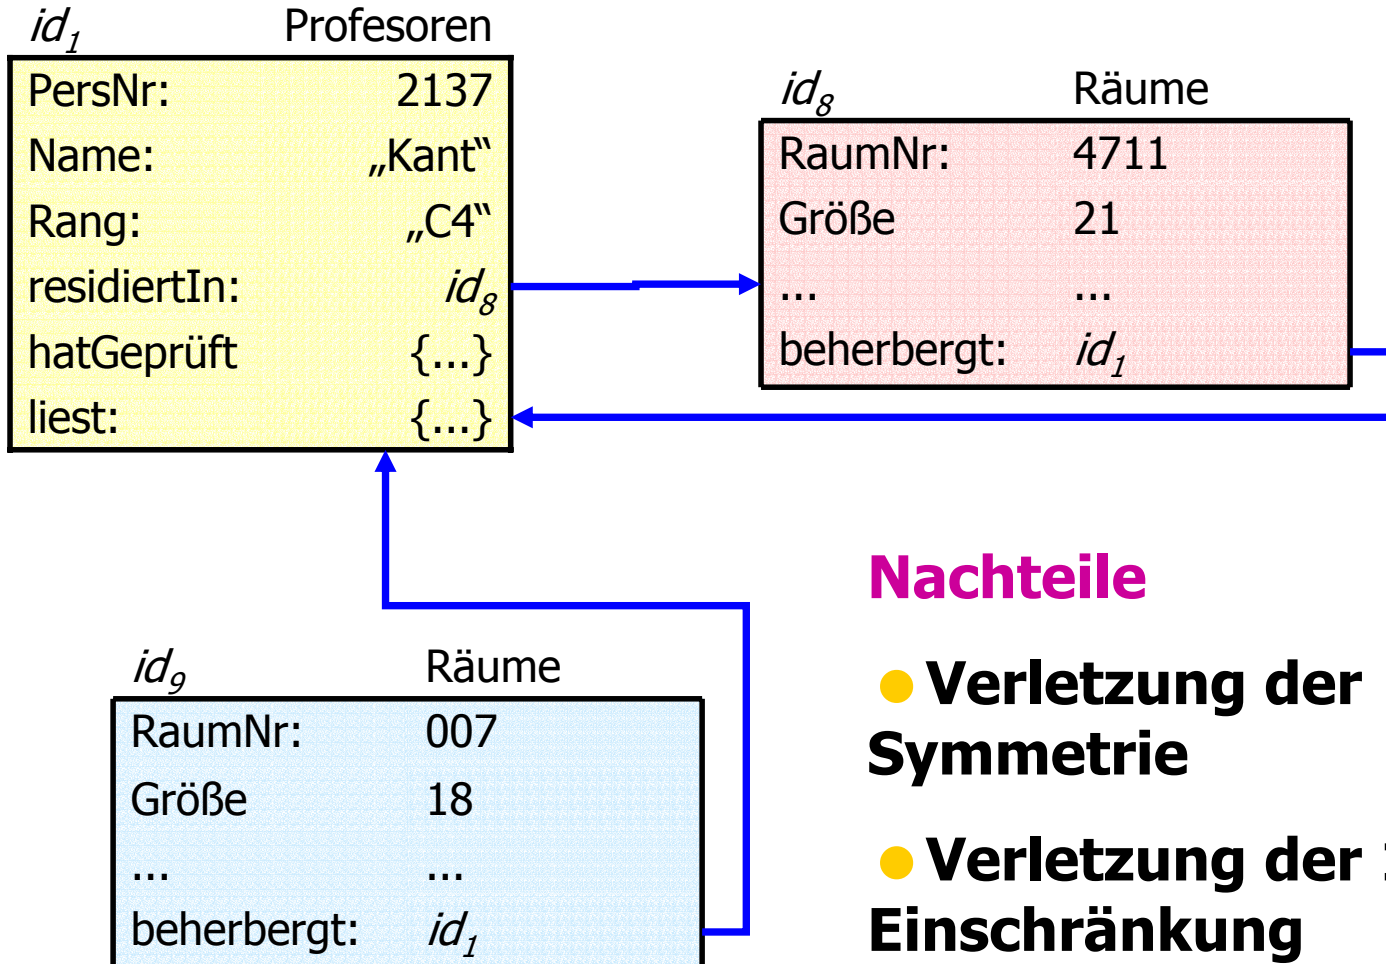 id₁ Profesoren
PersNr: 2137
Name: „Kant“
Rang: „C4“
residiertIn: id₈
hatGeprüft {...}
liest: {...}
id₈ Räume
RaumNr: 4711
Größe 21
... ...
beherbergt: id₁
id₉ Räume
RaumNr: 007
Größe 18
... ...
beherbergt: id₁
Nachteile
● Verletzung der
Symmetrie
● Verletzung der
Einschränkung